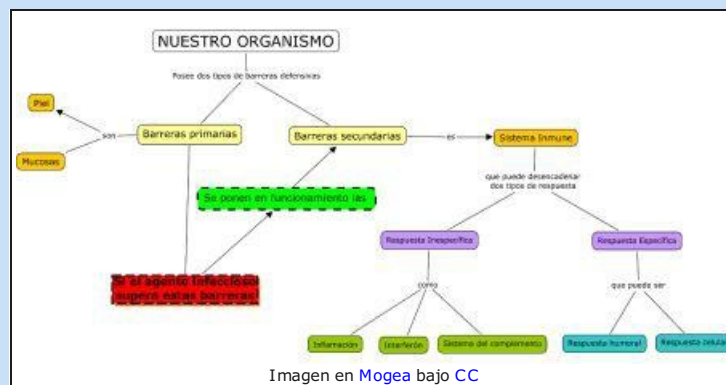 NUESTRO ORGANISMO
Posee dos tipos de barreras defensivas
Piel
son
Mucosas
Barreras primarias
Barreras secundarias
es
Sistema Inmune
Se ponen en funcionamiento las
Si el agente infeccioso
supera estas barreras
que puede desencadenar
dos tipos de respuesta
Respuesta Inespecífica
Respuesta Específica
como
que puede ser
Inflamación
Interferón
Sistema del complemento
Respuesta humoral
Respuesta celular
Imagen en Mogea bajo CC